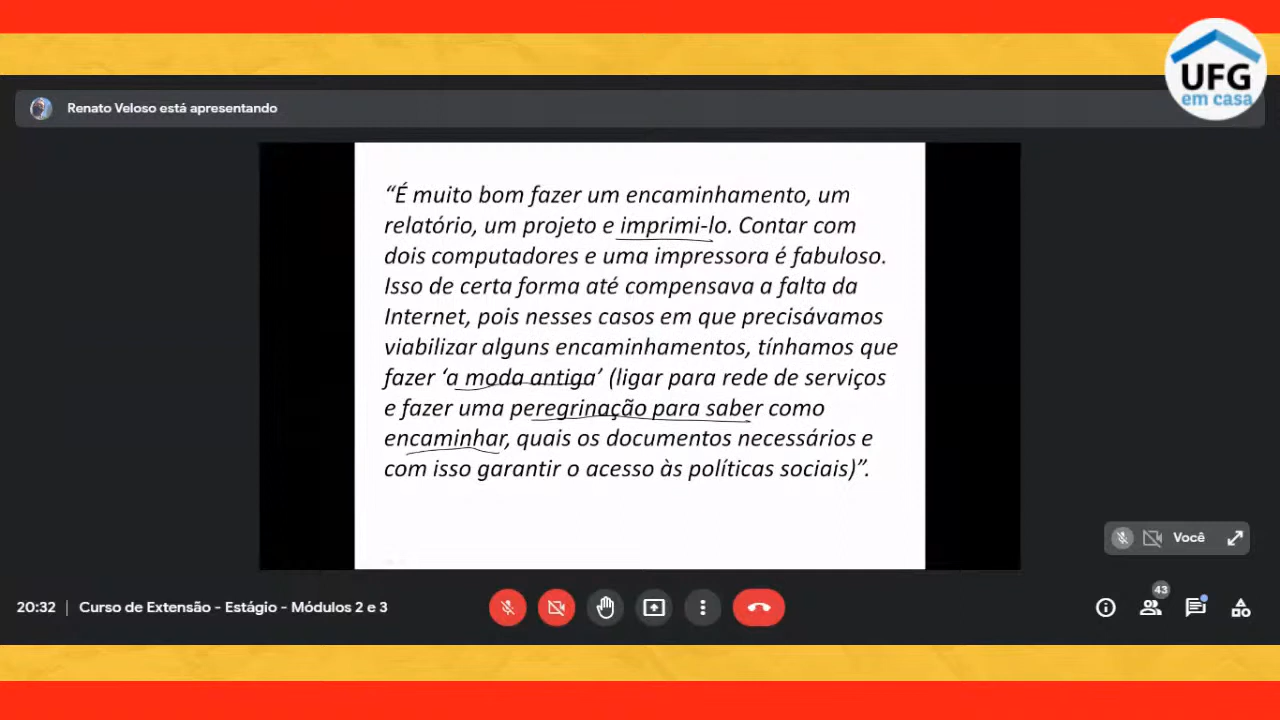 UFG
em casa
Renato Veloso está apresentando
“É muito bom fazer um encaminhamento, um
relatório, um projeto e imprimi-lo. Contar com
dois computadores e uma impressora é fabuloso.
Isso de certa forma até compensava a falta da
Internet, pois nesses casos em que precisávamos
viabilizar alguns encaminhamentos, tínhamos que
fazer ‘a moda antiga’ (ligar para rede de serviços
e fazer uma peregrinação para saber como
encaminhar, quais os documentos necessários e
com isso garantir o acesso às políticas sociais)”.
Você
20:32 | Curso de Extensão - Estágio - Módulos 2 e 3
43